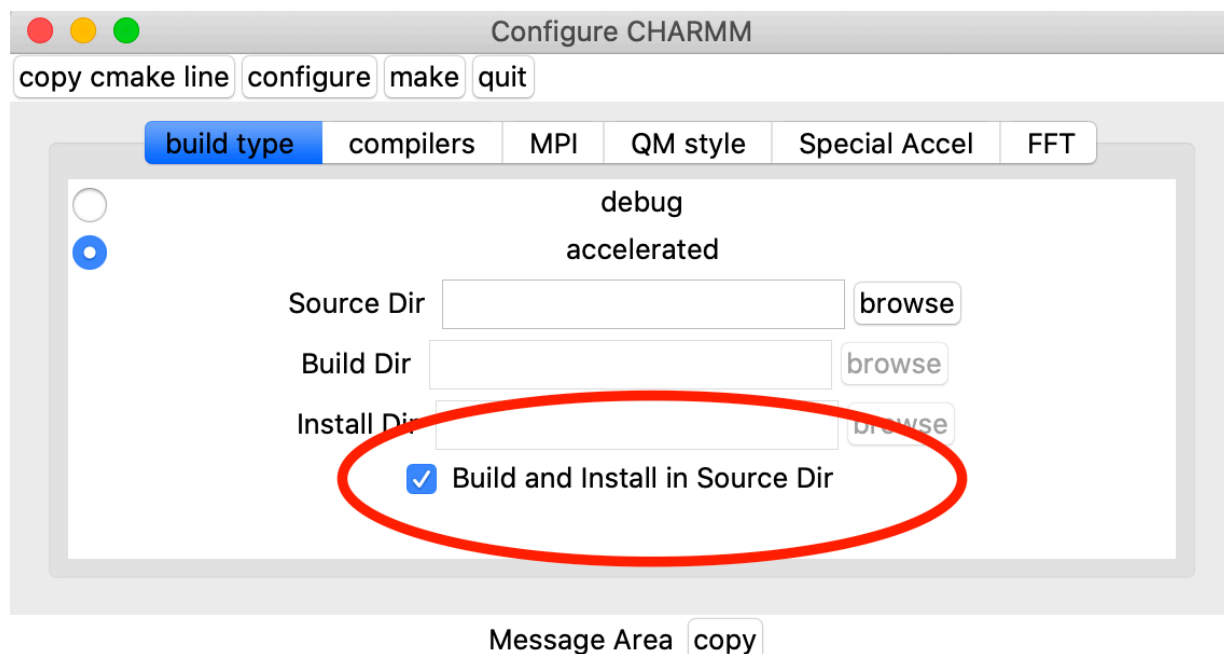 Configure CHARMM
copy cmake line configure make quit
build type compilers MPI QM style Special Accel FFT
debug
accelerated
Source Dir browse
Build Dir browse
Install Dir browse
Build and Install in Source Dir
Message Area copy